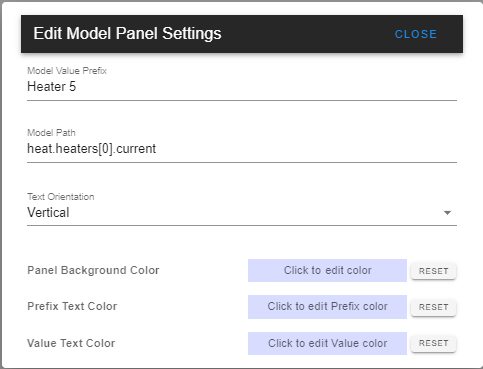 Edit Model Panel Settings CLOSE
Model Value Prefix
Heater 5
Model Path
heat.heaters[0].current
Text Orientation
Vertical
Panel Background Color Click to edit color RESET
Prefix Text Color Click to edit Prefix color RESET
Value Text Color Click to edit Value color RESET